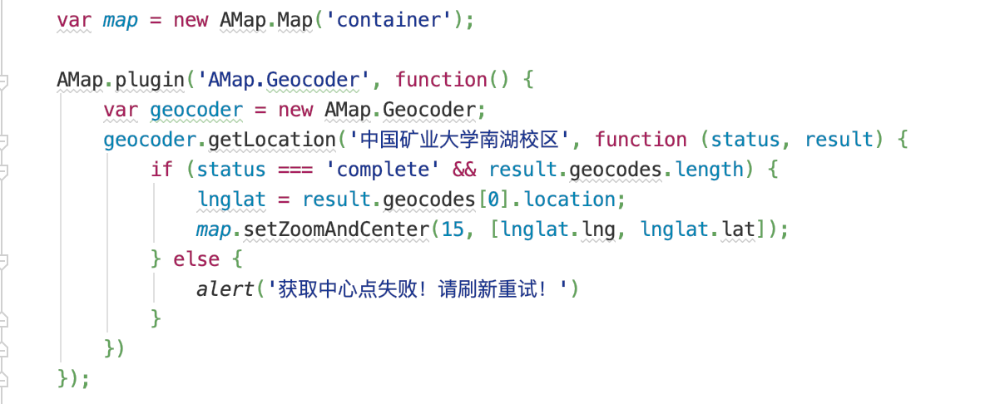 var map = new AMap.Map('container');
AMap.plugin('AMap.Geocoder', function() {
var geocoder = new AMap.Geocoder;
geocoder.getLocation('中国矿业大学南湖校区', function (status, result) {
if (status === 'complete' && result.geocodes.length) {
lnglat = result.geocodes[0].location;
map.setZoomAndCenter(15, [lnglat.lng, lnglat.lat]);
} else {
alert('获取中心点失败！请刷新重试！')
}
})
});